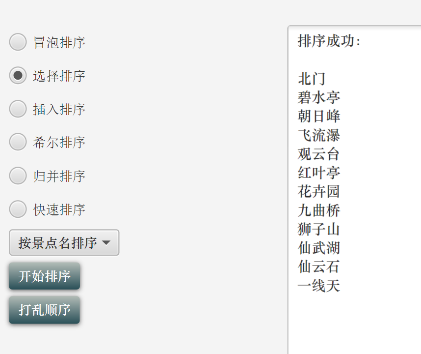 冒泡排序
选择排序
插入排序
希尔排序
归并排序
快速排序
按景点名排序
开始排序
打乱顺序
排序成功:
北门
碧水亭
朝日峰
飞流瀑
观云台
红叶亭
花卉园
九曲桥
狮子山
仙武湖
仙云石
一线天